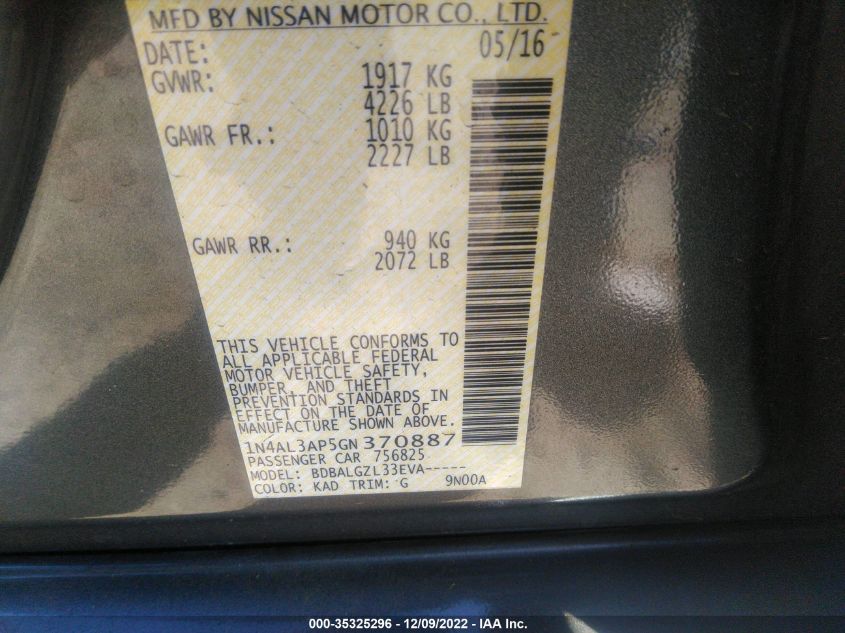 MFD BY NISSAN MOTOR CO., LTD.
DATE: 05/16
GVWR: 1917 KG
4226 LB
GAWR FR.: 1010 KG
2227 LB
GAWR RR.: 940 KG
2072 LB
THIS VEHICLE CONFORMS TO
ALL APPLICABLE FEDERAL
MOTOR VEHICLE SAFETY,
BUMPER, AND THEFT
PREVENTION STANDARDS IN
EFFECT ON THE DATE OF
MANUFACTURE SHOWN ABOVE.
1N4AL3AP5GN370887
PASSENGER CAR 756825
MODEL: BDBALGZL33EVA-----
COLOR: KAD TRIM: G 9N00A
000-35325296 - 12/09/2022 - IAA Inc.